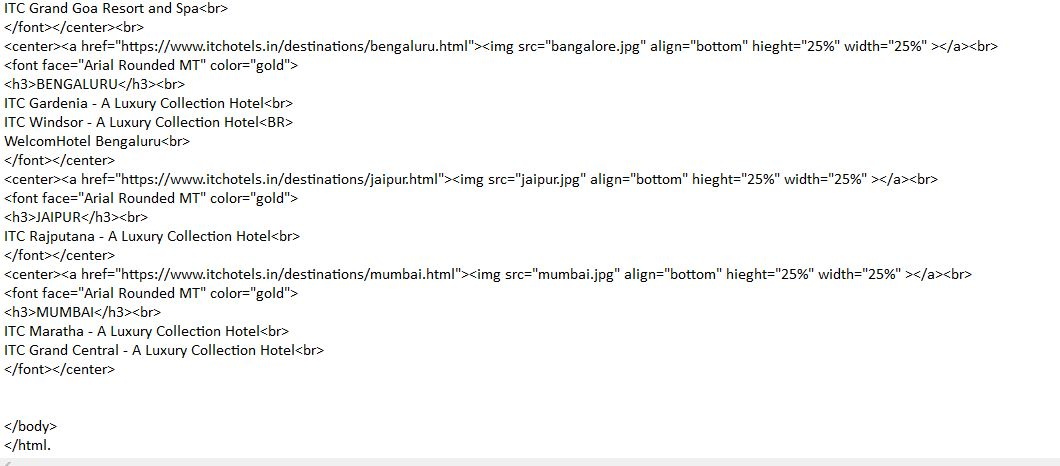 ITC Grand Goa Resort and Spa<br>
</font></center><br>
<center><a href="https://www.itchotels.in/destinations/bengaluru.html"><img src="bangalore.jpg" align="bottom" hieght="25%" width="25%" ></a><br>
<font face="Arial Rounded MT" color="gold">
<h3>BENGALURU</h3><br>
ITC Gardenia - A Luxury Collection Hotel<br>
ITC Windsor - A Luxury Collection Hotel<BR>
WelcomHotel Bengaluru<br>
</font></center>
<center><a href="https://www.itchotels.in/destinations/jaipur.html"><img src="jaipur.jpg" align="bottom" hieght="25%" width="25%" ></a><br>
<font face="Arial Rounded MT" color="gold">
<h3>JAIPUR</h3><br>
ITC Rajputana - A Luxury Collection Hotel<br>
</font></center>
<center><a href="https://www.itchotels.in/destinations/mumbai.html"><img src="mumbai.jpg" align="bottom" hieght="25%" width="25%" ></a><br>
<font face="Arial Rounded MT" color="gold">
<h3>MUMBAI</h3><br>
ITC Maratha - A Luxury Collection Hotel<br>
ITC Grand Central - A Luxury Collection Hotel<br>
</font></center>
</body>
</html.